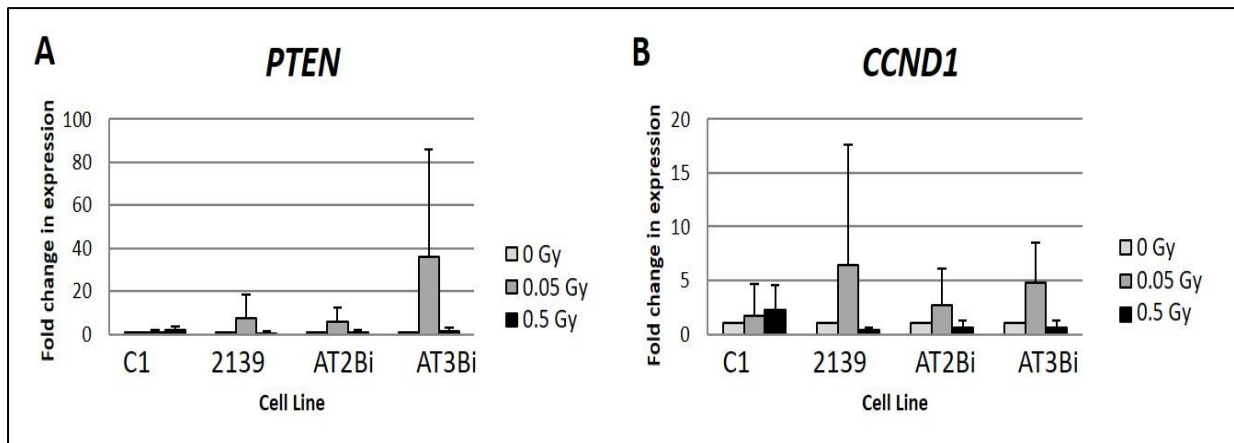 A
PTEN
Fold change in expression
100
80
60
40
20
0
C1 2139 AT2Bi AT3Bi
Cell Line
0 Gy
0.05 Gy
0.5 Gy
B
CCND1
Fold change in expression
20
15
10
5
0
C1 2139 AT2Bi AT3Bi
Cell Line
0 Gy
0.05 Gy
0.5 Gy